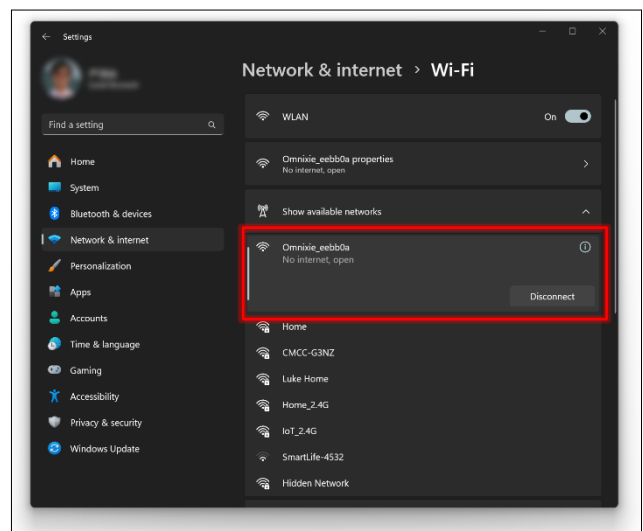 Settings
Network & internet > Wi-Fi
Find a setting
Home
System
Bluetooth & devices
Network & internet
Personalization
Apps
Accounts
Time & language
Gaming
Accessibility
Privacy & security
Windows Update
WLAN
On
Omnixie_eebb0a properties
No internet, open
Show available networks
Omnixie_eebb0a
No internet, open
Disconnect
Home
CMCC-G3NZ
Luke Home
Home_2.4G
IoT_2.4G
SmartLife-4532
Hidden Network